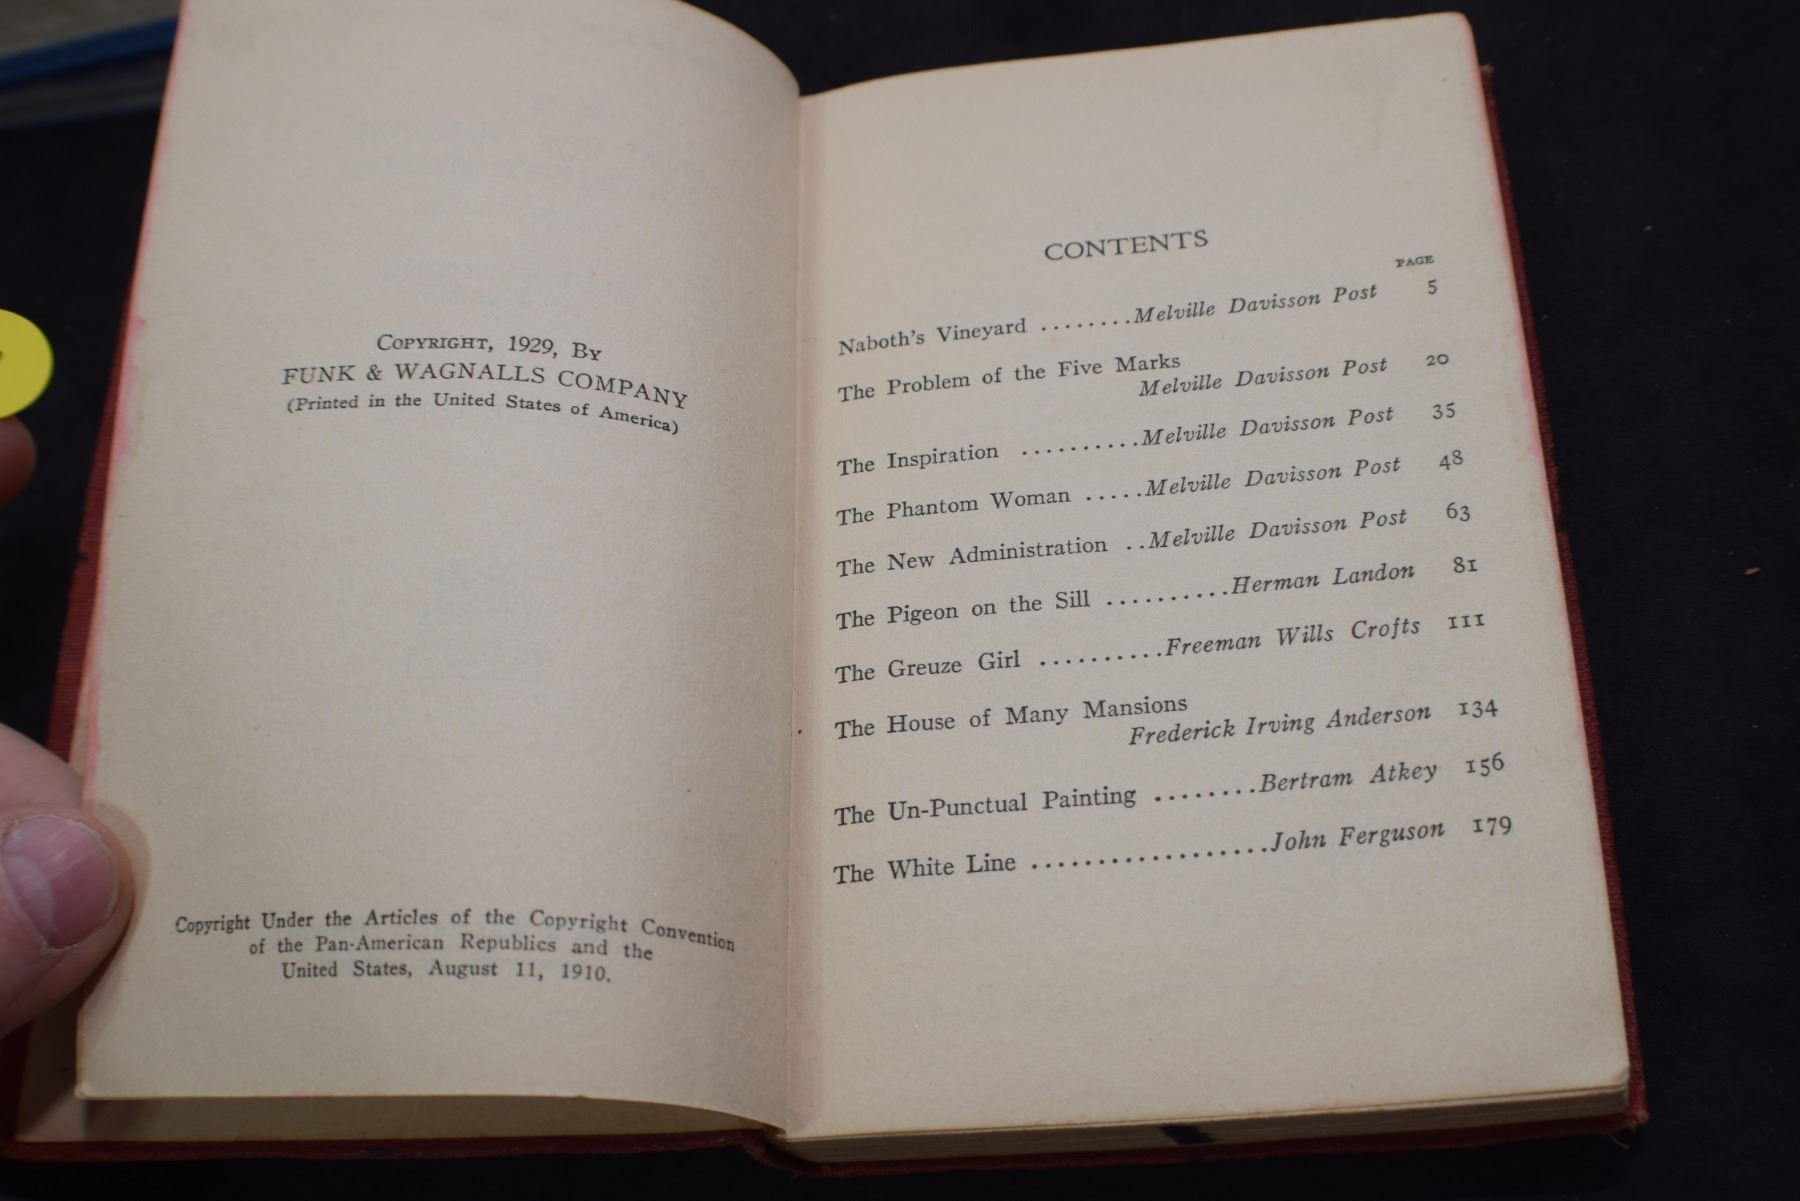 COPYRIGHT, 1929, BY
FUNK & WAGNALLS COMPANY
(Printed in the United States of America)
Copyright Under the Articles of the Copyright Convention
of the Pan-American Republics and the
United States, August 11, 1910.
CONTENTS
PAGE
Naboth's Vineyard ........Melville Davisson Post 5
The Problem of the Five Marks
Melville Davisson Post 20
The Inspiration ..........Melville Davisson Post 35
The Phantom Woman .....Melville Davisson Post 48
The New Administration ..Melville Davisson Post 63
The Pigeon on the Sill ..........Herman Landon 81
The Greuze Girl ..........Freeman Wills Crofts 111
The House of Many Mansions
Frederick Irving Anderson 134
The Un-Punctual Painting ........Bertram Atkey 156
The White Line ..................John Ferguson 179